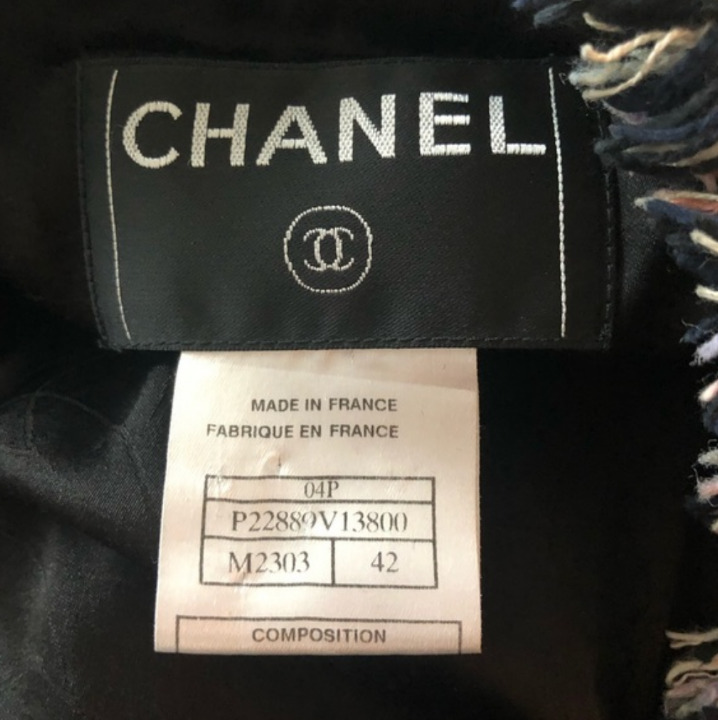 CHANEL
MADE IN FRANCE
FABRIQUE EN FRANCE
04P
P22889V13800
M2303 42
COMPOSITION